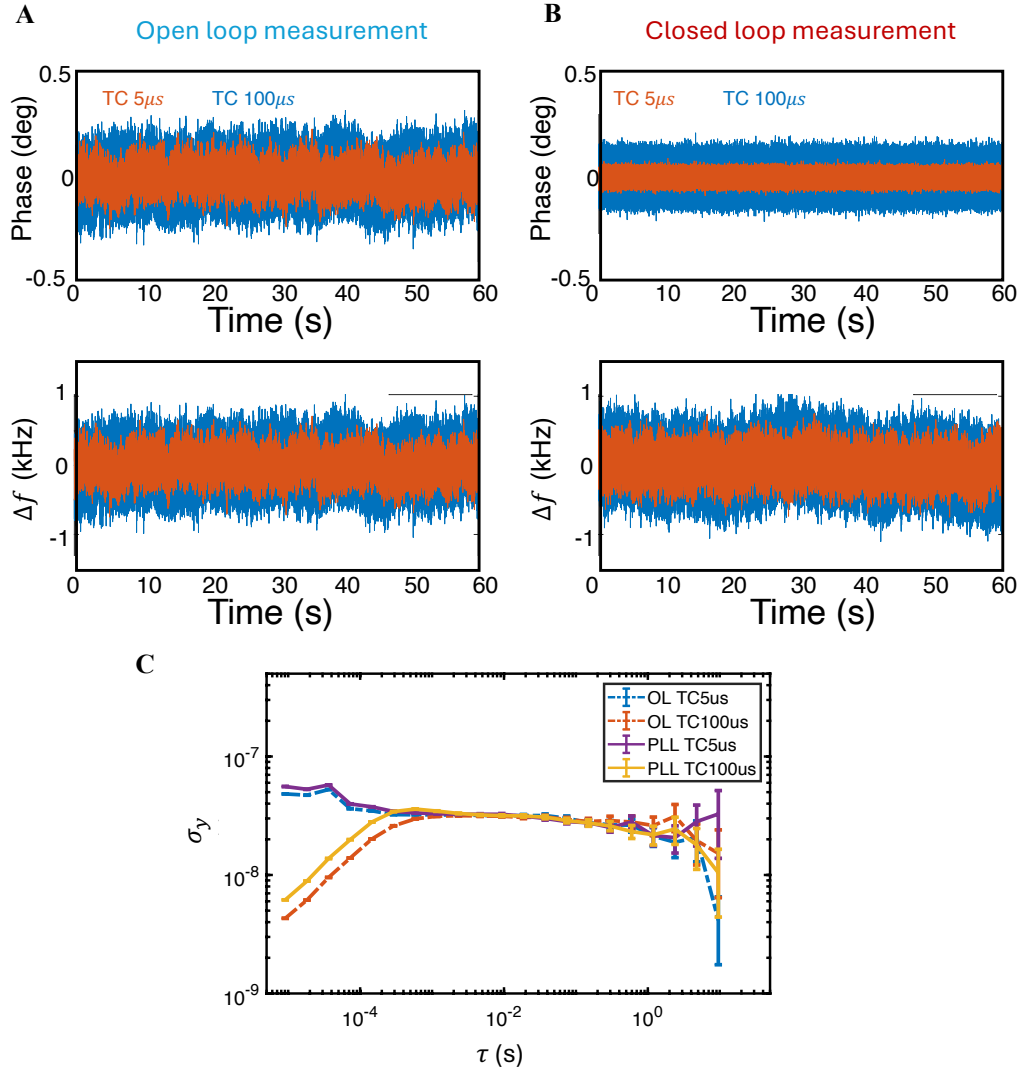 A
Open loop measurement
0.5
TC 5μs TC 100μs
Phase (deg)
0
-0.5
0 10 20 30 40 50 60
Time (s)
1
Δf (kHz)
0
-1
0 10 20 30 40 50 60
Time (s)
B
Closed loop measurement
0.5
TC 5μs TC 100μs
Phase (deg)
0
-0.5
0 10 20 30 40 50 60
Time (s)
1
Δf (kHz)
0
-1
0 10 20 30 40 50 60
Time (s)
C
OL TC5us
OL TC100us
PLL TC5us
PLL TC100us
10^-7
σy
10^-8
10^-9
10^-4 10^-2 10^0
τ (s)